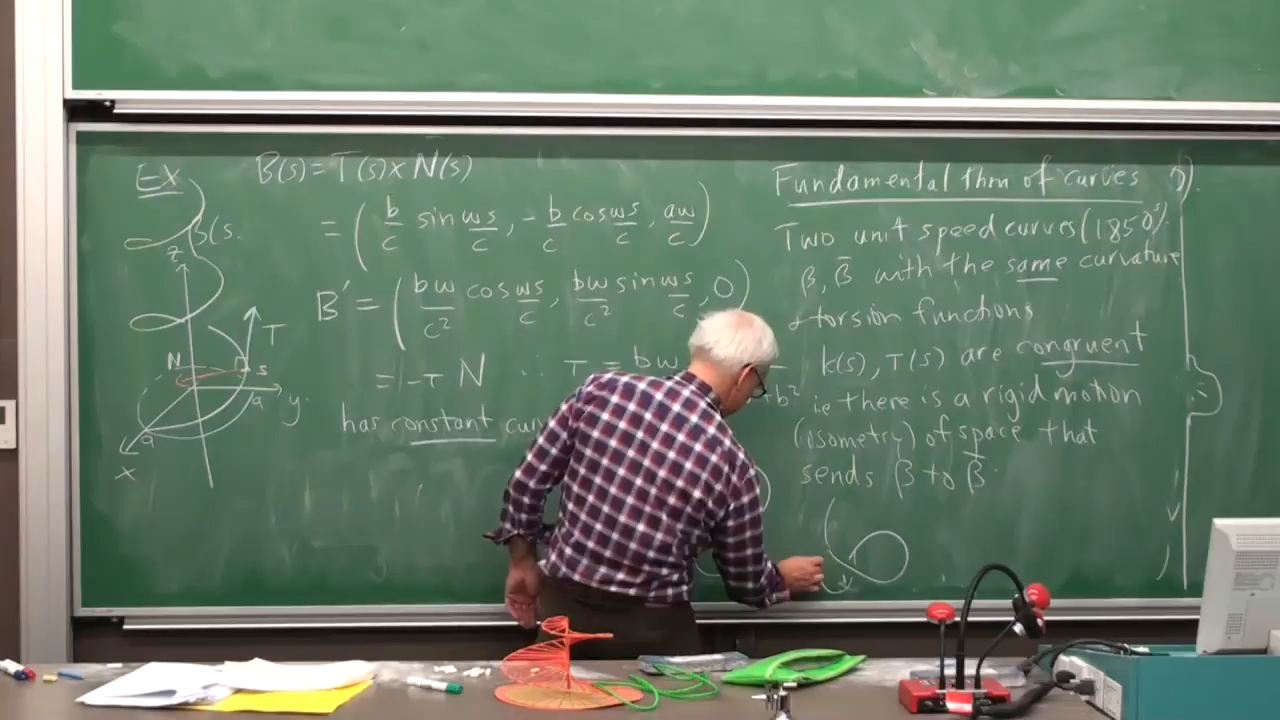 EX
B(s) = T(s) x N(s)
= ( b/c sin ws/c , - b/c cos ws/c , aw/c )
β(s.
z
B' = ( bw/c² cos ws/c , bw/c² sin ws/c , 0 )
T
N
s
a
y
a
x
= -τ N ∴ τ = bw
+b²
has constant cur
Fundamental thm of curves
Two unit speed curves (1850's).
β, β̄ with the same curvature
& torsion functions
k(s), τ(s) are congruent
ie there is a rigid motion
(isometry) of space that
sends β to β̄.